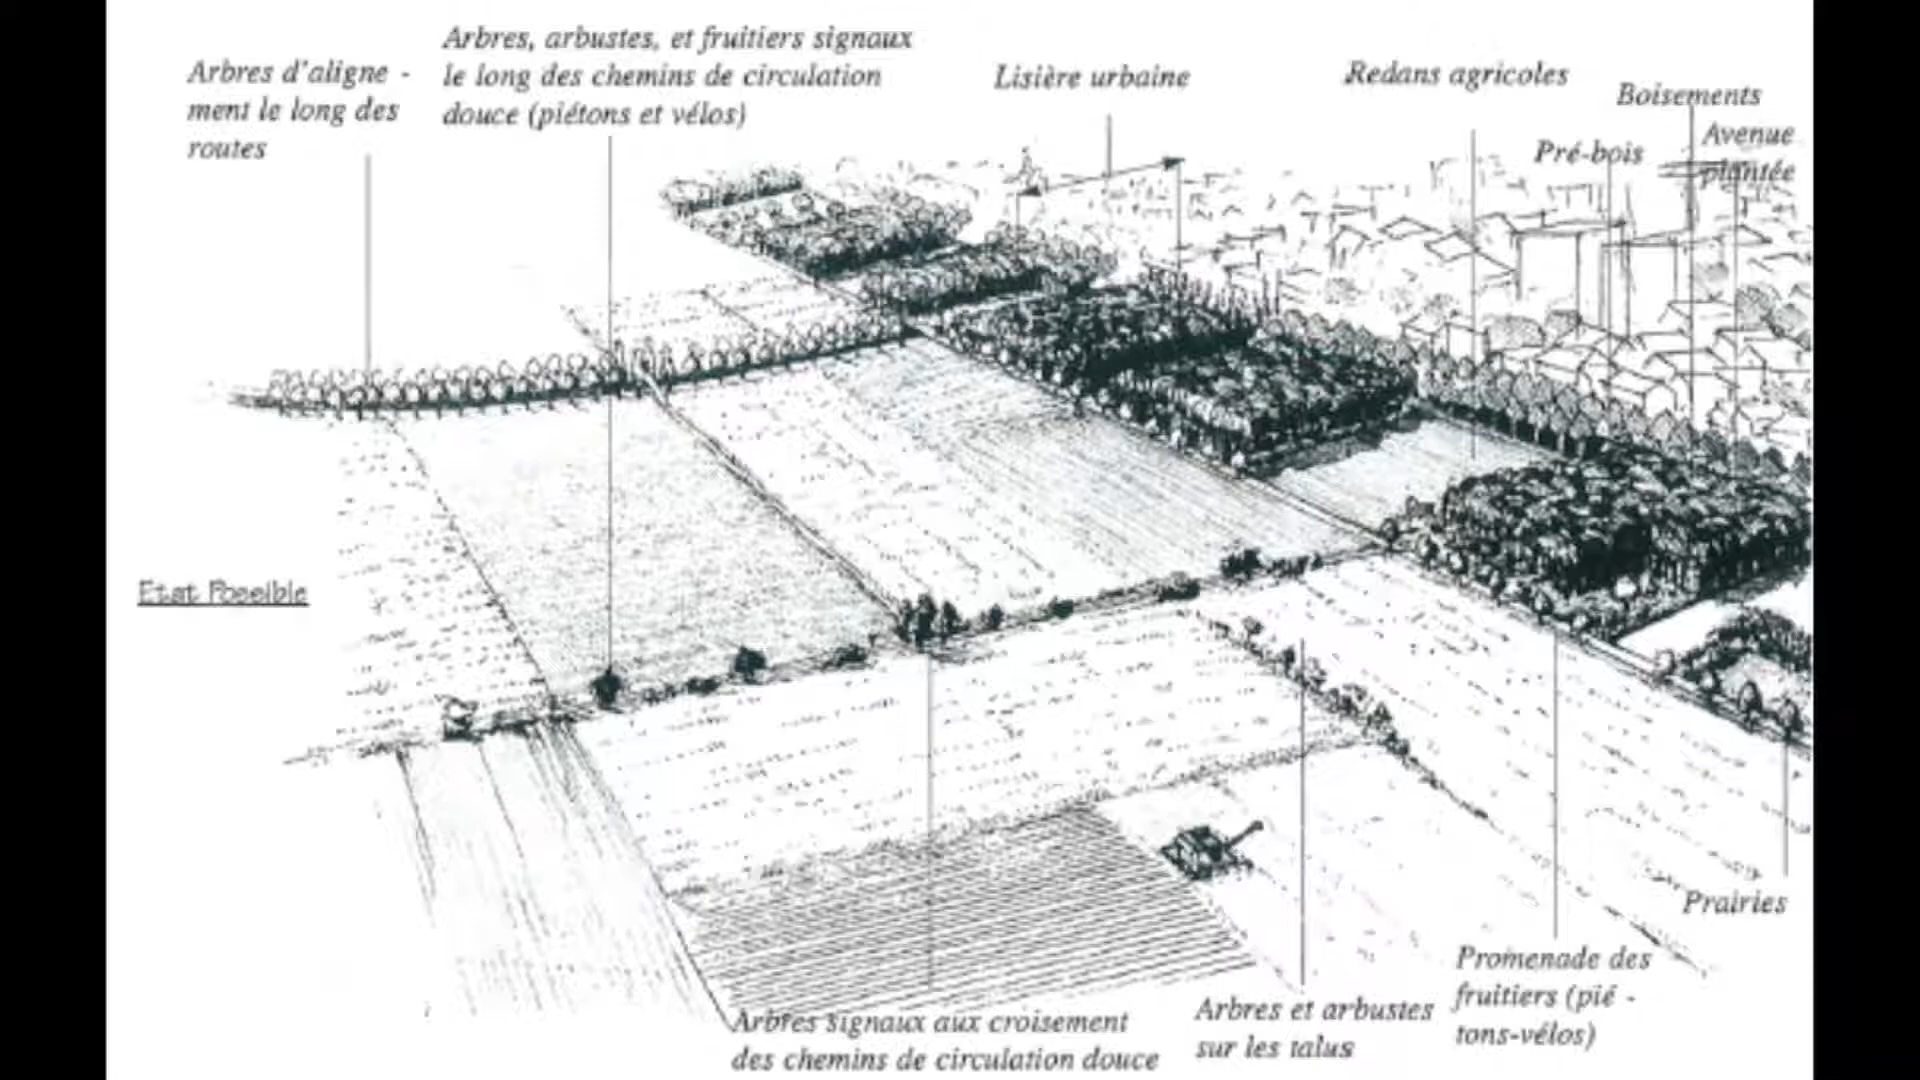 Arbres d'aligne -
ment le long des
routes
Arbres, arbustes, et fruitiers signaux
le long des chemins de circulation
douce (piétons et vélos)
Lisière urbaine
Redans agricoles
Boisements
Pré-bois
Avenue
plantée
Etat Possible
Prairies
Promenade des
fruitiers (pié -
tons-vélos)
Arbres et arbustes
sur les talus
Arbres signaux aux croisement
des chemins de circulation douce